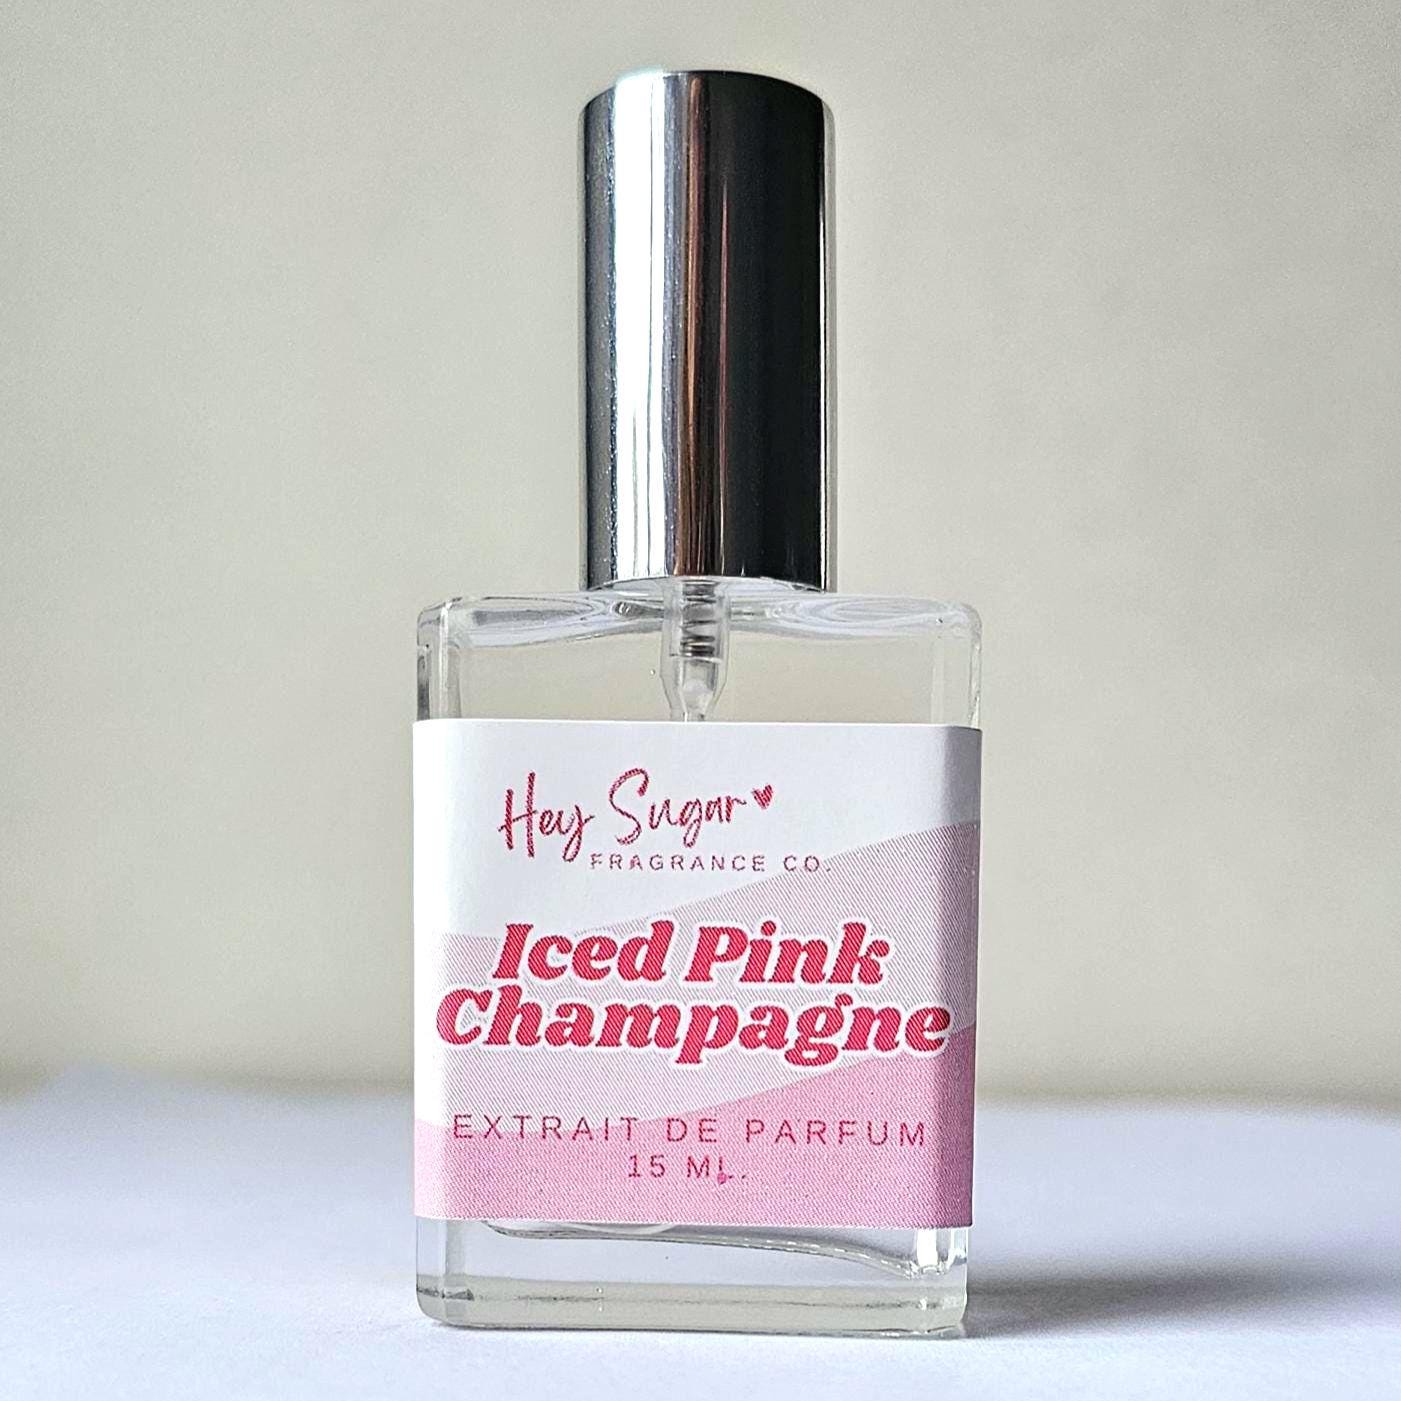 Hey Sugar
FRAGRANCE CO.
Iced Pink
Champagne
EXTRAIT DE PARFUM
15 ML.